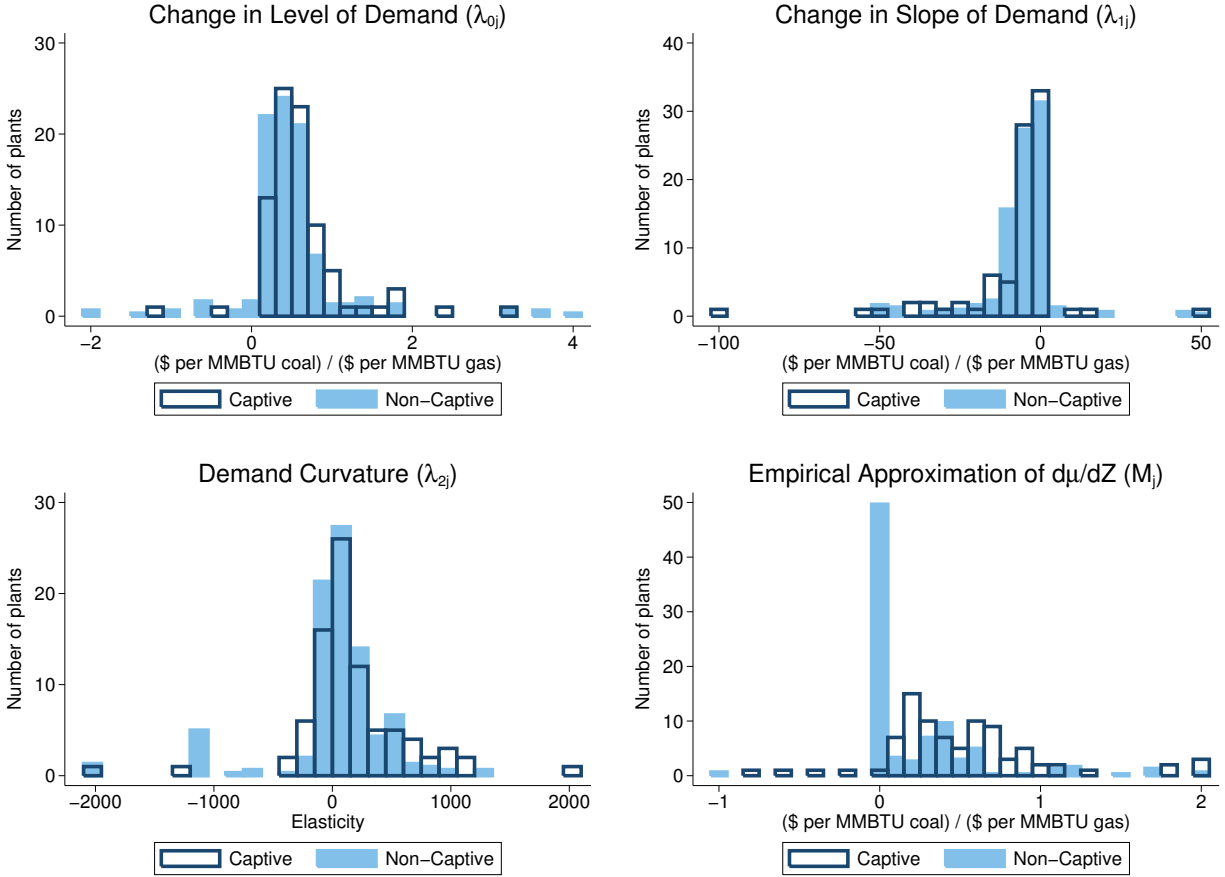 Change in Level of Demand (λ0j)
30
20
10
0
Number of plants
−2
0
2
4
($ per MMBTU coal) / ($ per MMBTU gas)
Captive
Non−Captive
Change in Slope of Demand (λ1j)
40
30
20
10
0
Number of plants
−100
−50
0
50
($ per MMBTU coal) / ($ per MMBTU gas)
Captive
Non−Captive
Demand Curvature (λ2j)
30
20
10
0
Number of plants
−2000
−1000
0
1000
2000
Elasticity
Captive
Non−Captive
Empirical Approximation of dμ/dZ (Mj)
50
40
30
20
10
0
Number of plants
−1
0
1
2
($ per MMBTU coal) / ($ per MMBTU gas)
Captive
Non−Captive